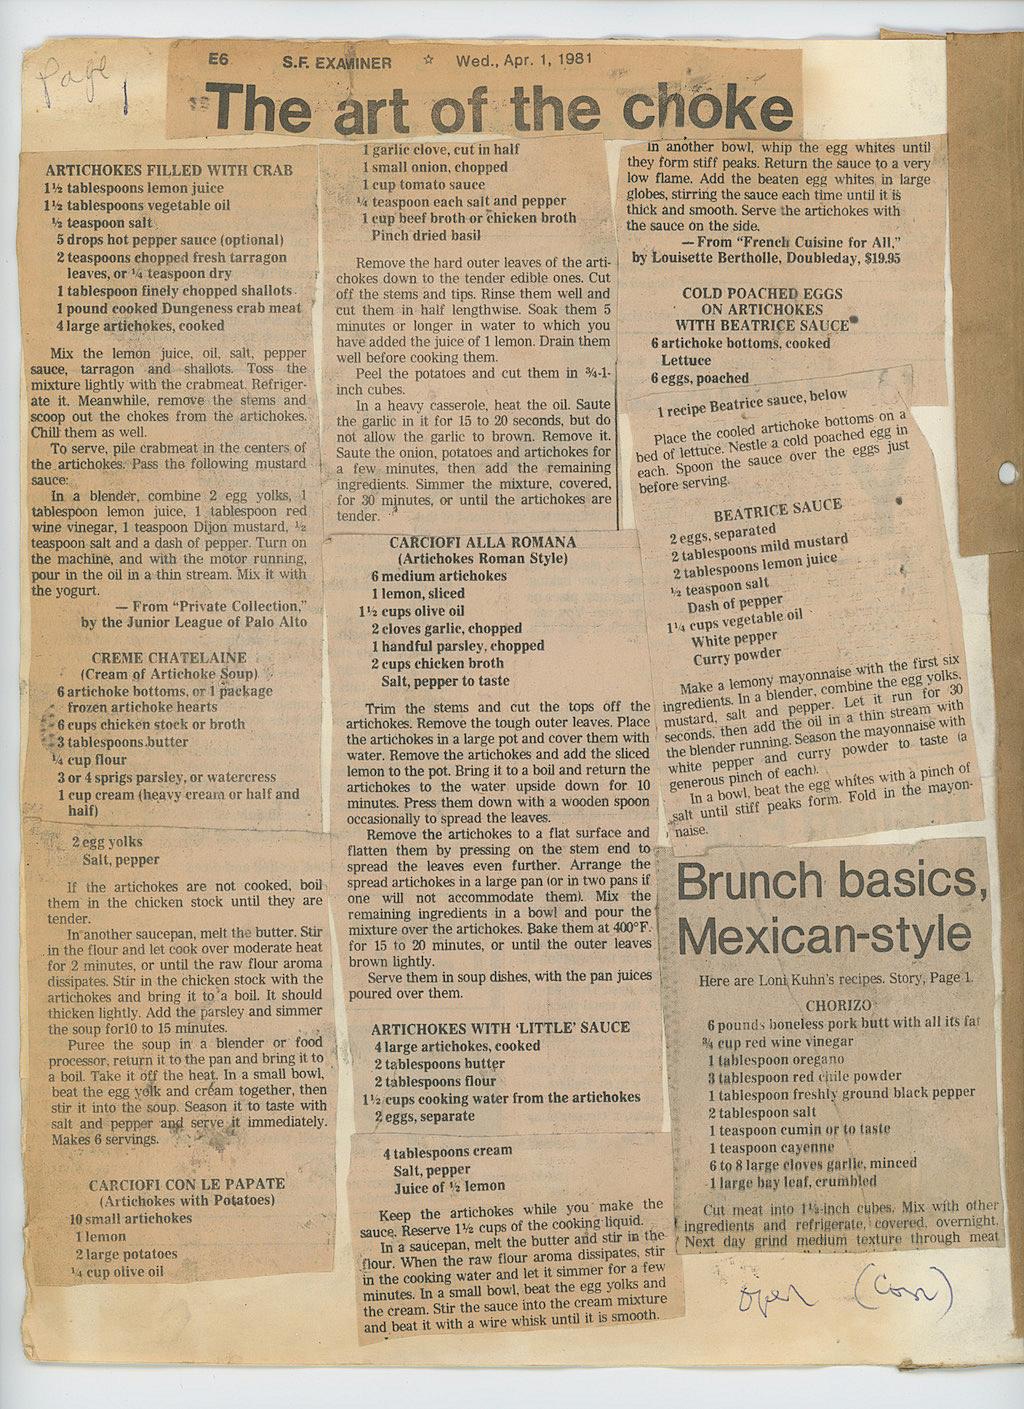 Page 1
E6 S.F. EXAMINER ☆ Wed., Apr. 1, 1981
The art of the choke
ARTICHOKES FILLED WITH CRAB
1½ tablespoons lemon juice
1½ tablespoons vegetable oil
½ teaspoon salt
5 drops hot pepper sauce (optional)
2 teaspoons chopped fresh tarragon
leaves, or ¼ teaspoon dry
1 tablespoon finely chopped shallots
1 pound cooked Dungeness crab meat
4 large artichokes, cooked
Mix the lemon juice, oil, salt, pepper
sauce, tarragon and shallots. Toss the
mixture lightly with the crabmeat. Refriger-
ate it. Meanwhile, remove the stems and
scoop out the chokes from the artichokes.
Chill them as well.
To serve, pile crabmeat in the centers of
the artichokes. Pass the following mustard
sauce:
In a blender, combine 2 egg yolks, 1
tablespoon lemon juice, 1 tablespoon red
wine vinegar, 1 teaspoon Dijon mustard, ½
teaspoon salt and a dash of pepper. Turn on
the machine, and with the motor running,
pour in the oil in a thin stream. Mix it with
the yogurt.
— From "Private Collection,"
by the Junior League of Palo Alto
CREME CHATELAINE
(Cream of Artichoke Soup)
6 artichoke bottoms, or 1 package
frozen artichoke hearts
6 cups chicken stock or broth
3 tablespoons butter
¼ cup flour
3 or 4 sprigs parsley, or watercress
1 cup cream (heavy cream or half and
half)
2 egg yolks
Salt, pepper
If the artichokes are not cooked, boil
them in the chicken stock until they are
tender.
In another saucepan, melt the butter. Stir
in the flour and let cook over moderate heat
for 2 minutes, or until the raw flour aroma
dissipates. Stir in the chicken stock with the
artichokes and bring it to a boil. It should
thicken lightly. Add the parsley and simmer
the soup for10 to 15 minutes.
Puree the soup in a blender or food
processor, return it to the pan and bring it to
a boil. Take it off the heat. In a small bowl,
beat the egg yolk and cream together, then
stir it into the soup. Season it to taste with
salt and pepper and serve it immediately.
Makes 6 servings.
CARCIOFI CON LE PAPATE
(Artichokes with Potatoes)
10 small artichokes
1 lemon
2 large potatoes
¼ cup olive oil
1 garlic clove, cut in half
1 small onion, chopped
1 cup tomato sauce
¼ teaspoon each salt and pepper
1 cup beef broth or chicken broth
Pinch dried basil
Remove the hard outer leaves of the arti-
chokes down to the tender edible ones. Cut
off the stems and tips. Rinse them well and
cut them in half lengthwise. Soak them 5
minutes or longer in water to which you
have added the juice of 1 lemon. Drain them
well before cooking them.
Peel the potatoes and cut them in ¾-1-
inch cubes.
In a heavy casserole, heat the oil. Saute
the garlic in it for 15 to 20 seconds, but do
not allow the garlic to brown. Remove it.
Saute the onion, potatoes and artichokes for
a few minutes, then add the remaining
ingredients. Simmer the mixture, covered,
for 30 minutes, or until the artichokes are
tender.
CARCIOFI ALLA ROMANA
(Artichokes Roman Style)
6 medium artichokes
1 lemon, sliced
1½ cups olive oil
2 cloves garlic, chopped
1 handful parsley, chopped
2 cups chicken broth
Salt, pepper to taste
Trim the stems and cut the tops off the
artichokes. Remove the tough outer leaves. Place
the artichokes in a large pot and cover them with
water. Remove the artichokes and add the sliced
lemon to the pot. Bring it to a boil and return the
artichokes to the water upside down for 10
minutes. Press them down with a wooden spoon
occasionally to spread the leaves.
Remove the artichokes to a flat surface and
flatten them by pressing on the stem end to
spread the leaves even further. Arrange the
spread artichokes in a large pan (or in two pans if
one will not accommodate them). Mix the
remaining ingredients in a bowl and pour the
mixture over the artichokes. Bake them at 400°F.
for 15 to 20 minutes, or until the outer leaves
brown lightly.
Serve them in soup dishes, with the pan juices
poured over them.
ARTICHOKES WITH 'LITTLE' SAUCE
4 large artichokes, cooked
2 tablespoons butter
2 tablespoons flour
1½ cups cooking water from the artichokes
2 eggs, separate
4 tablespoons cream
Salt, pepper
Juice of ½ lemon
Keep the artichokes while you make the
sauce. Reserve 1½ cups of the cooking liquid.
In a saucepan, melt the butter and stir in the
flour. When the raw flour aroma dissipates, stir
in the cooking water and let it simmer for a few
minutes. In a small bowl, beat the egg yolks and
the cream. Stir the sauce into the cream mixture
and beat it with a wire whisk until it is smooth.
In another bowl, whip the egg whites until
they form stiff peaks. Return the sauce to a very
low flame. Add the beaten egg whites in large
globes, stirring the sauce each time until it is
thick and smooth. Serve the artichokes with
the sauce on the side.
— From "French Cuisine for All,"
by Louisette Bertholle, Doubleday, $19.95
COLD POACHED EGGS
ON ARTICHOKES
WITH BEATRICE SAUCE
6 artichoke bottoms, cooked
Lettuce
6 eggs, poached
1 recipe Beatrice sauce, below
Place the cooled artichoke bottoms on a
bed of lettuce. Nestle a cold poached egg in
each. Spoon the sauce over the eggs just
before serving.
BEATRICE SAUCE
2 eggs, separated
2 tablespoons mild mustard
2 tablespoons lemon juice
½ teaspoon salt
Dash of pepper
1¼ cups vegetable oil
White pepper
Curry powder
Make a lemony mayonnaise with the first six
ingredients. In a blender, combine the egg yolks,
mustard, salt and pepper. Let it run for 30
seconds, then add the oil in a thin stream with
the blender running. Season the mayonnaise with
white pepper and curry powder to taste (a
generous pinch of each).
In a bowl, beat the egg whites with a pinch of
salt until stiff peaks form. Fold in the mayon-
naise.
Brunch basics,
Mexican-style
Here are Loni Kuhn's recipes. Story, Page 1.
CHORIZO
6 pounds boneless pork butt with all its fat
¾ cup red wine vinegar
1 tablespoon oregano
3 tablespoon red chile powder
1 tablespoon freshly ground black pepper
2 tablespoon salt
1 teaspoon cumin or to taste
1 teaspoon cayenne
6 to 8 large cloves garlic, minced
1 large bay leaf, crumbled
Cut meat into 1½-inch cubes. Mix with other
ingredients and refrigerate, covered, overnight.
Next day grind medium texture through meat
open